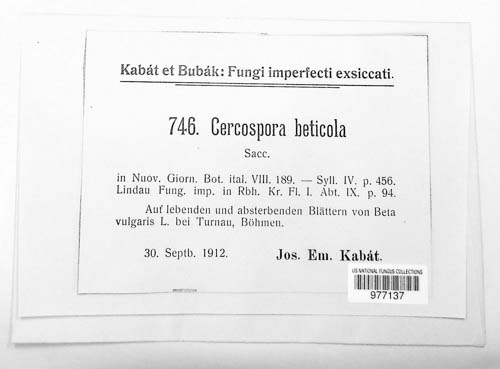 Kabát et Bubák: Fungi imperfecti exsiccati.
746. Cercospora beticola
Sacc.
in Nuov. Giorn. Bot. ital. VIII. 189. — Syll. IV. p. 456.
Lindau Fung. imp. in Rbh. Kr. Fl. I. Abt. IX. p. 94.
Auf lebenden und absterbenden Blättern von Beta
vulgaris L. bei Turnau, Böhmen.
30. Septb. 1912. Jos. Em. Kabát.
US NATIONAL FUNGUS COLLECTIONS
977137